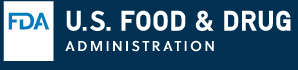 FDA
U.S. FOOD & DRUG
ADMINISTRATION